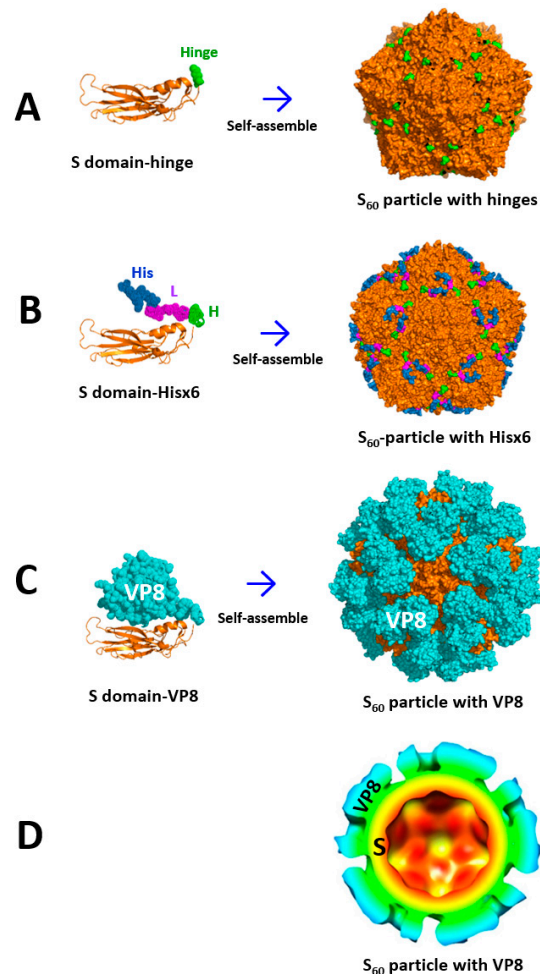 Hinge
A
Self-assemble
S domain-hinge
S₆₀ particle with hinges
His
L
H
B
Self-assemble
S domain-Hisx6
S₆₀-particle with Hisx6
C
VP8
Self-assemble
VP8
S domain-VP8
S₆₀ particle with VP8
VP8
D
S
S₆₀ particle with VP8